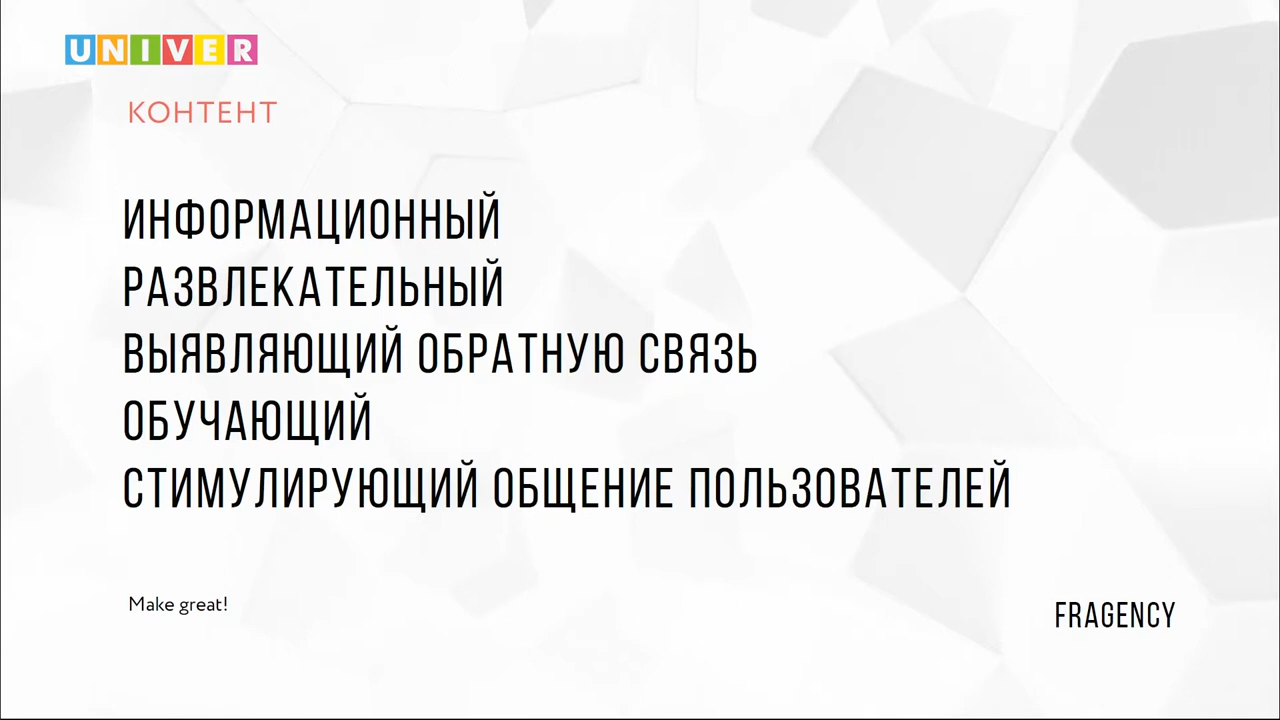 UNIVER
КОНТЕНТ
ИНФОРМАЦИОННЫЙ
РАЗВЛЕКАТЕЛЬНЫЙ
ВЫЯВЛЯЮЩИЙ ОБРАТНУЮ СВЯЗЬ
ОБУЧАЮЩИЙ
СТИМУЛИРУЮЩИЙ ОБЩЕНИЕ ПОЛЬЗОВАТЕЛЕЙ
Make great!
FRAGENCY